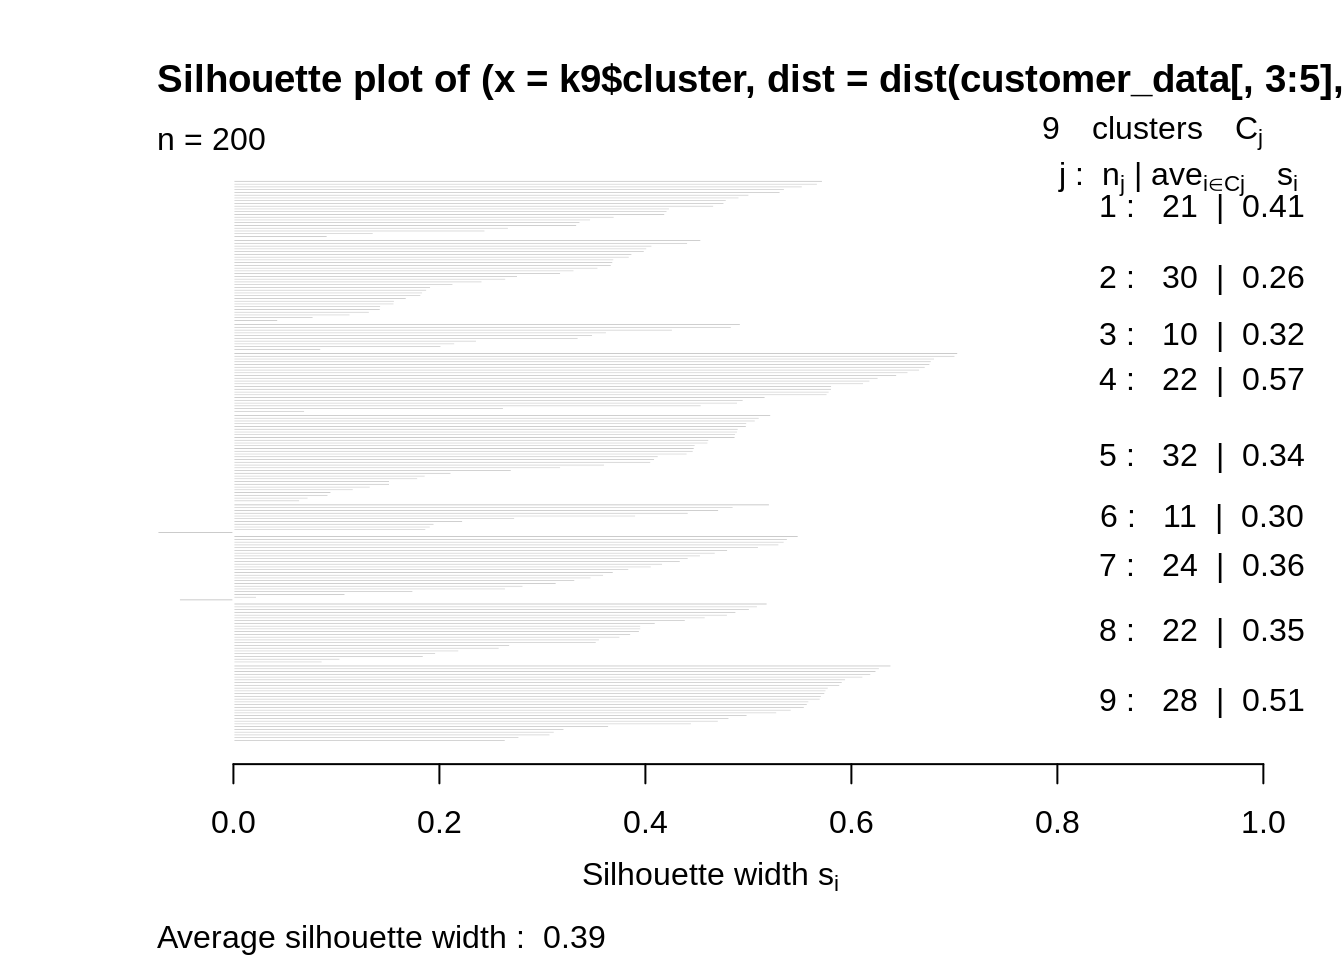 Silhouette plot of (x = k9$cluster, dist = dist(customer_data[, 3:5],
n = 200
9 clusters Cj
j : nj | avei∈Cj si
1 : 21 | 0.41
2 : 30 | 0.26
3 : 10 | 0.32
4 : 22 | 0.57
5 : 32 | 0.34
6 : 11 | 0.30
7 : 24 | 0.36
8 : 22 | 0.35
9 : 28 | 0.51
0.0 0.2 0.4 0.6 0.8 1.0
Silhouette width si
Average silhouette width : 0.39